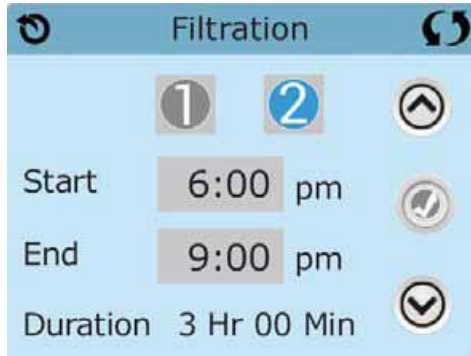 Filtration
1 2
Start 6:00 pm
End 9:00 pm
Duration 3 Hr 00 Min